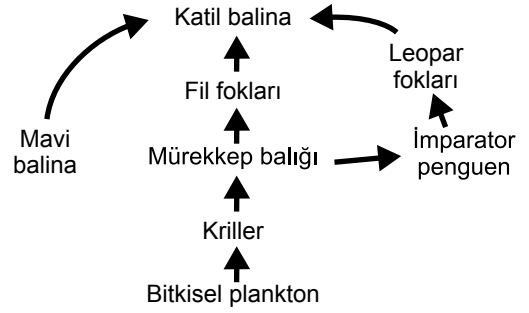 Katil balina
Leopar
fokları
Fil fokları
Mavi
balina
Mürekkep balığı
İmparator
penguen
Kriller
Bitkisel plankton